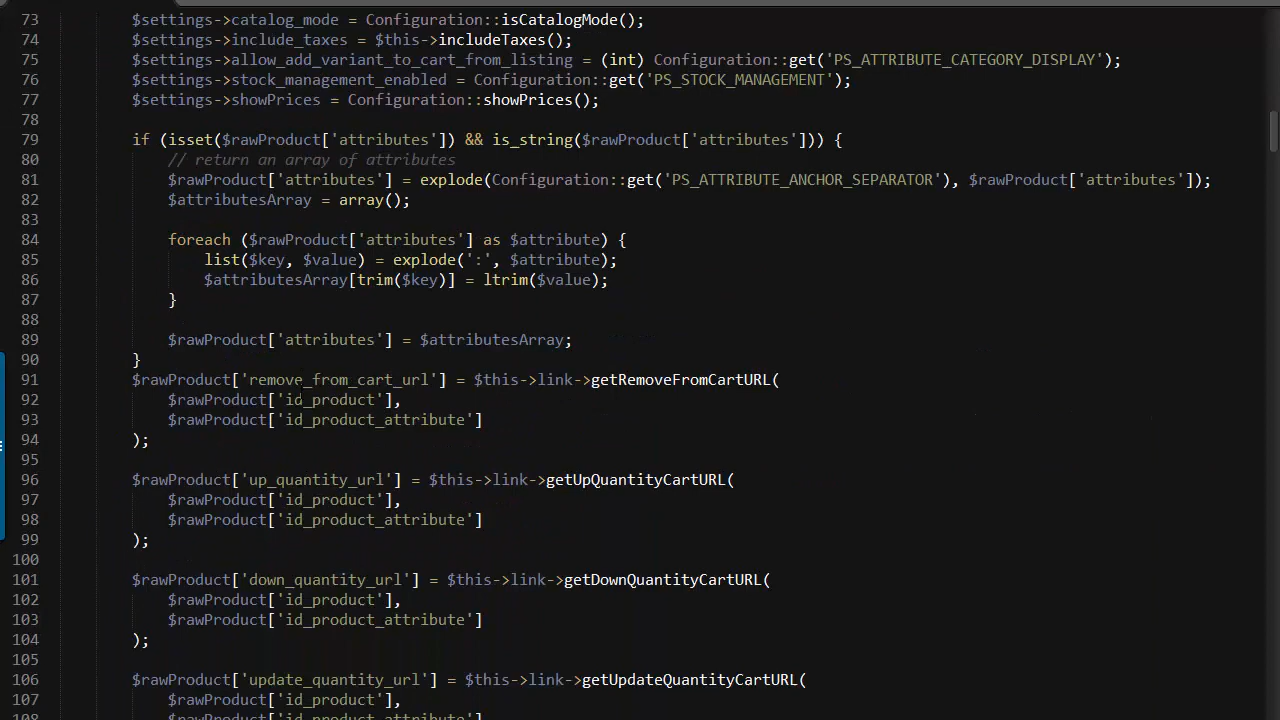 73 $settings->catalog_mode = Configuration::isCatalogMode();
74 $settings->include_taxes = $this->includeTaxes();
75 $settings->allow_add_variant_to_cart_from_listing = (int) Configuration::get('PS_ATTRIBUTE_CATEGORY_DISPLAY');
76 $settings->stock_management_enabled = Configuration::get('PS_STOCK_MANAGEMENT');
77 $settings->showPrices = Configuration::showPrices();
78
79 if (isset($rawProduct['attributes']) && is_string($rawProduct['attributes'])) {
80 // return an array of attributes
81 $rawProduct['attributes'] = explode(Configuration::get('PS_ATTRIBUTE_ANCHOR_SEPARATOR'), $rawProduct['attributes']);
82 $attributesArray = array();
83
84 foreach ($rawProduct['attributes'] as $attribute) {
85 list($key, $value) = explode(':', $attribute);
86 $attributesArray[trim($key)] = ltrim($value);
87 }
88
89 $rawProduct['attributes'] = $attributesArray;
90 }
91 $rawProduct['remove_from_cart_url'] = $this->link->getRemoveFromCartURL(
92 $rawProduct['id_product'],
93 $rawProduct['id_product_attribute']
94 );
95
96 $rawProduct['up_quantity_url'] = $this->link->getUpQuantityCartURL(
97 $rawProduct['id_product'],
98 $rawProduct['id_product_attribute']
99 );
100
101 $rawProduct['down_quantity_url'] = $this->link->getDownQuantityCartURL(
102 $rawProduct['id_product'],
103 $rawProduct['id_product_attribute']
104 );
105
106 $rawProduct['update_quantity_url'] = $this->link->getUpdateQuantityCartURL(
107 $rawProduct['id_product'],
108 $rawProduct['id_product_attribute']